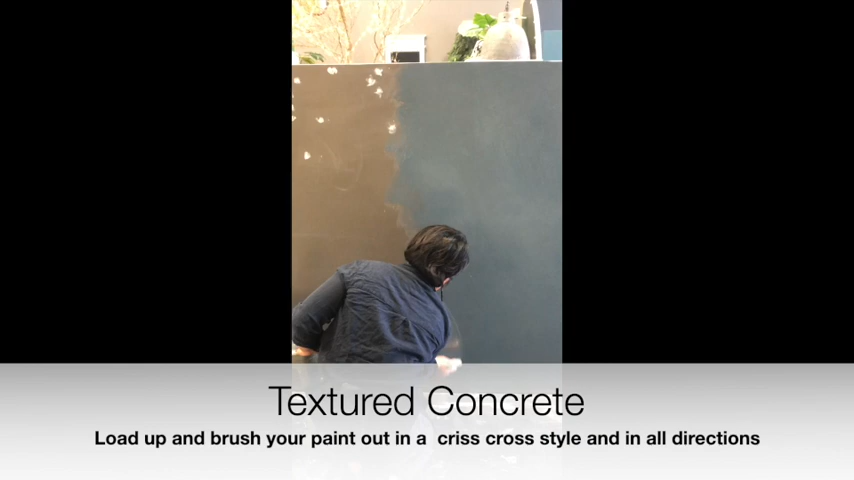 Textured Concrete
Load up and brush your paint out in a  criss cross style and in all directions